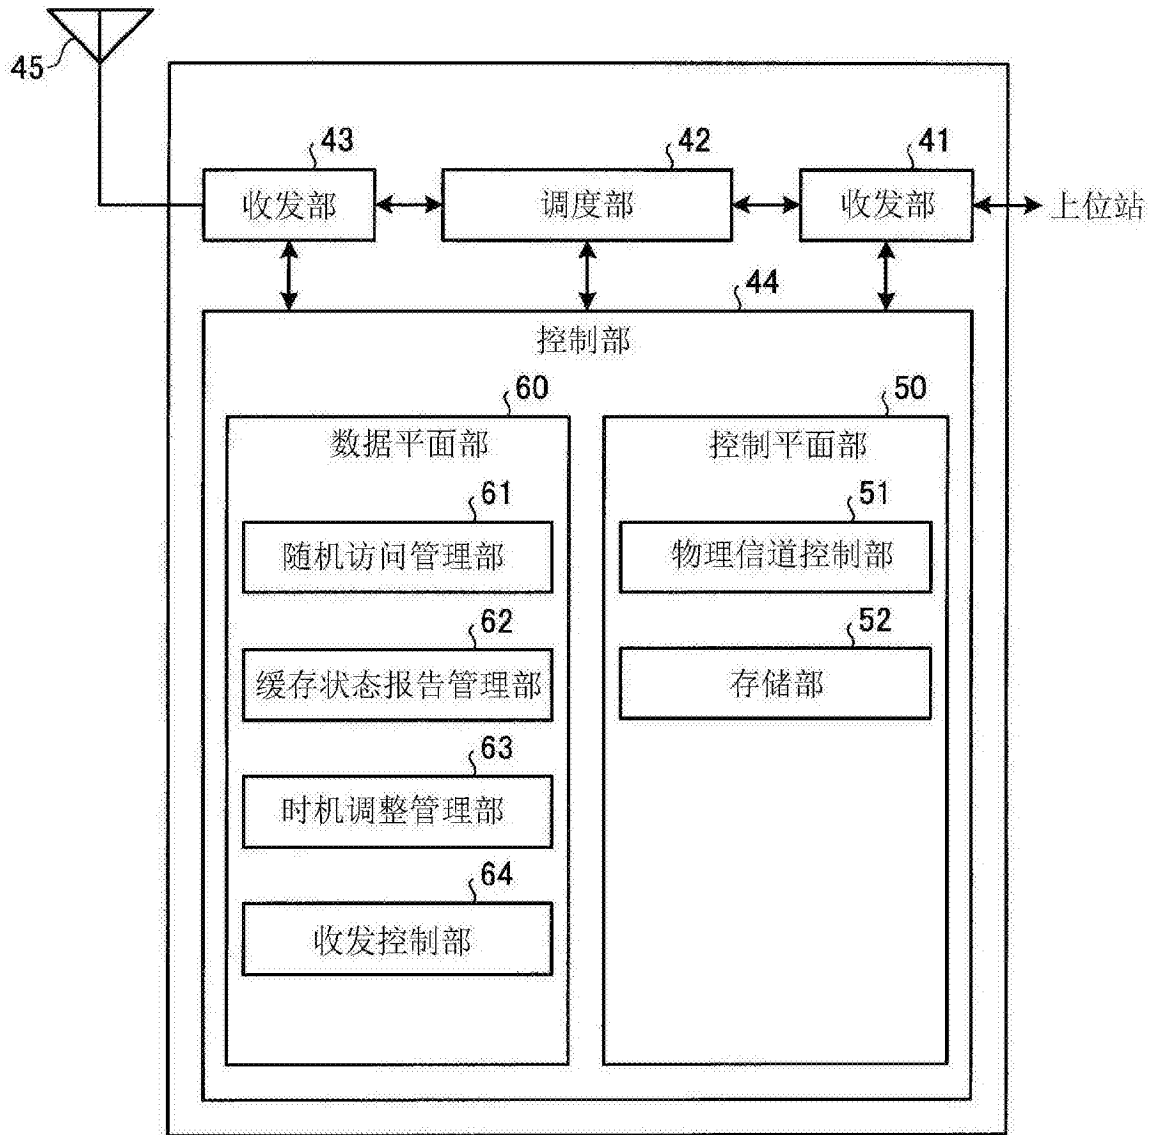 45
43
42
41
收发部
调度部
收发部
上位站
44
控制部
60
50
数据平面部
控制平面部
61
51
随机访问管理部
物理信道控制部
62
52
缓存状态报告管理部
存储部
63
时机调整管理部
64
收发控制部